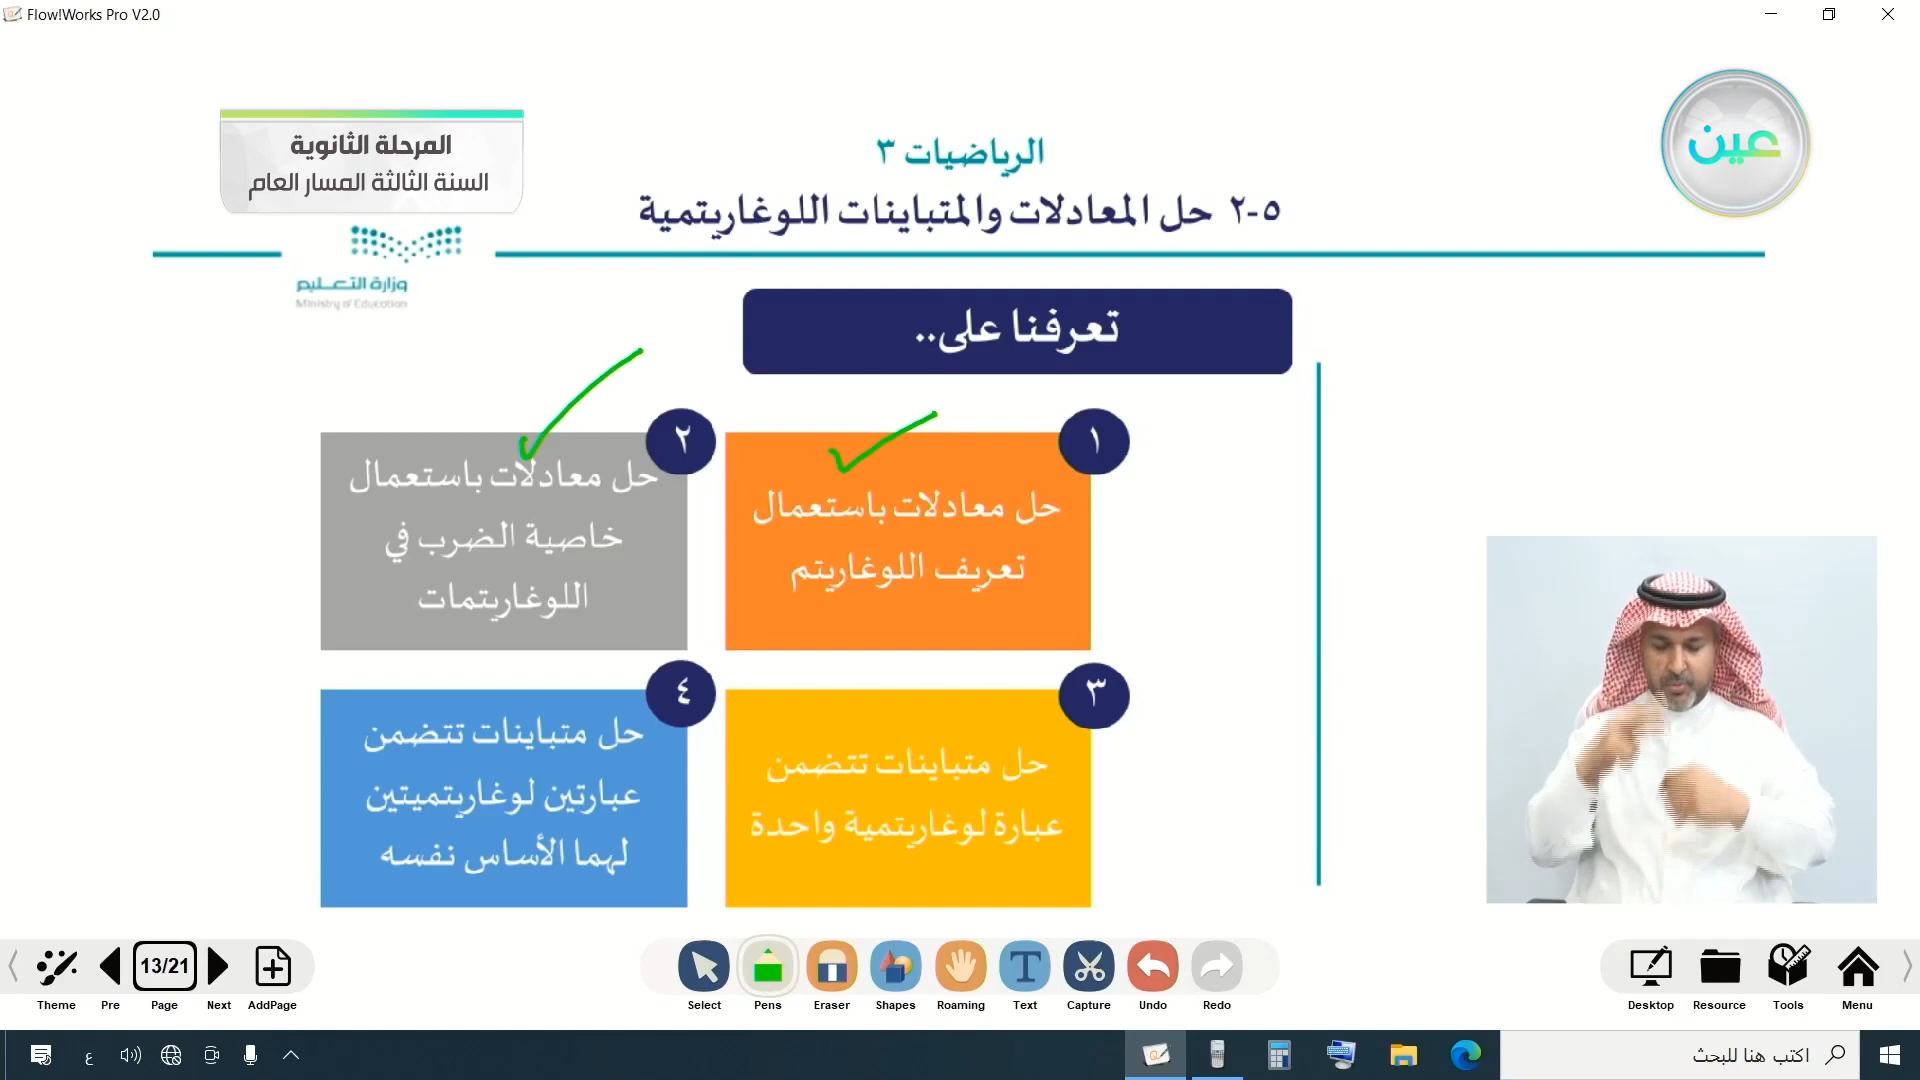 Flow!Works Pro V2.0
عين
المرحلة الثانوية
السنة الثالثة المسار العام
الرياضيات ٣
٢-٥ حل المعادلات والمتباينات اللوغاريتمية
وزارة التعليم
Ministry of Education
تعرفنا على..
١
حل معادلات باستعمال
تعريف اللوغاريتم
٢
حل معادلات باستعمال
خاصية الضرب في
اللوغاريتمات
٣
حل متباينات تتضمن
عبارة لوغاريتمية واحدة
٤
حل متباينات تتضمن
عبارتين لوغاريتميتين
لهما الأساس نفسه
13/21
Theme Pre Page Next AddPage
T
Select Pens Eraser Shapes Roaming Text Capture Undo Redo
Desktop Resource Tools Menu
ع
اكتب هنا للبحث